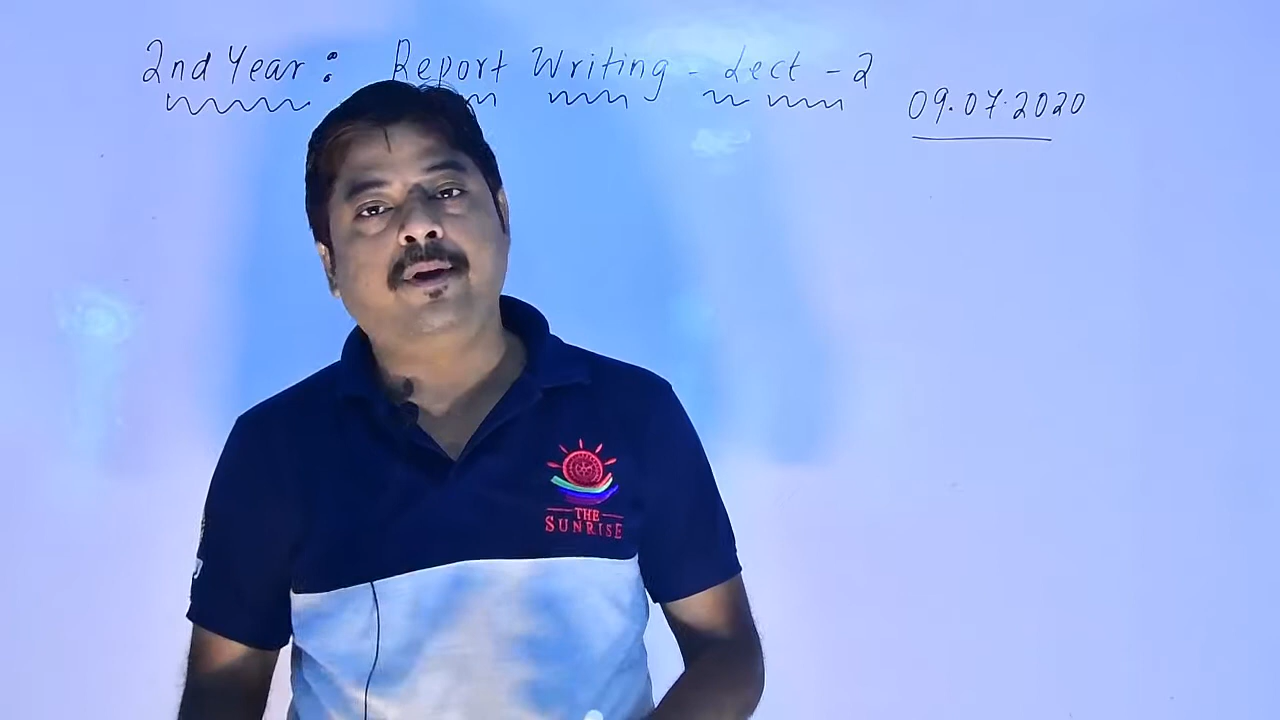 2nd Year : Report Writing - Lect - 2
09.07.2020
THE
SUNRISE